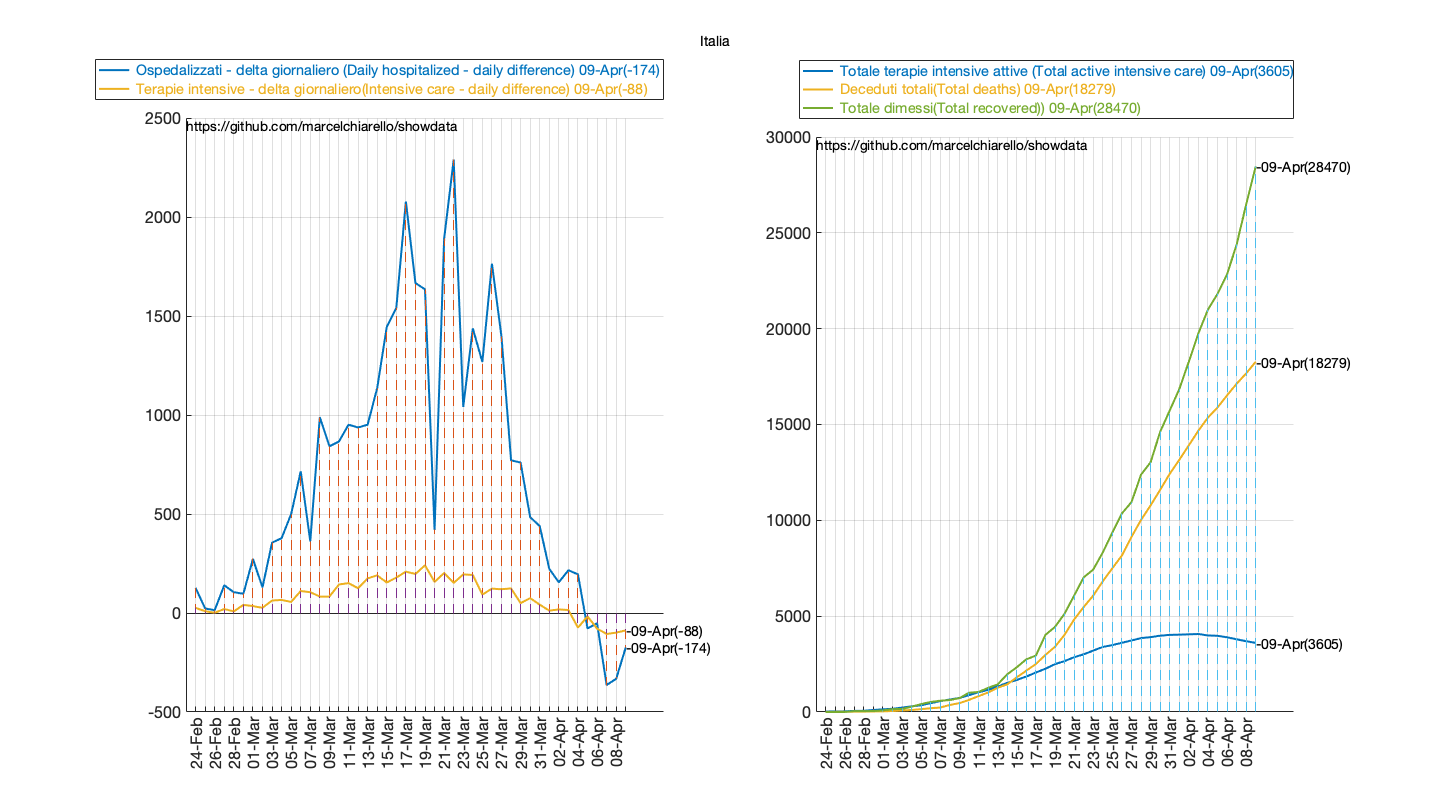 Italia
Ospedalizzati - delta giornaliero (Daily hospitalized - daily difference) 09-Apr(-174)
Terapie intensive - delta giornaliero(Intensive care - daily difference) 09-Apr(-88)
2500
https://github.com/marcelchiarello/showdata
2000
1500
1000
500
0
-500
-09-Apr(-88)
-09-Apr(-174)
24-Feb
26-Feb
28-Feb
01-Mar
03-Mar
05-Mar
07-Mar
09-Mar
11-Mar
13-Mar
15-Mar
17-Mar
19-Mar
21-Mar
23-Mar
25-Mar
27-Mar
29-Mar
31-Mar
02-Apr
04-Apr
06-Apr
08-Apr
Totale terapie intensive attive (Total active intensive care) 09-Apr(3605)
Deceduti totali(Total deaths) 09-Apr(18279)
Totale dimessi(Total recovered)) 09-Apr(28470)
30000
https://github.com/marcelchiarello/showdata
25000
20000
15000
10000
5000
0
-09-Apr(28470)
-09-Apr(18279)
-09-Apr(3605)
24-Feb
26-Feb
28-Feb
01-Mar
03-Mar
05-Mar
07-Mar
09-Mar
11-Mar
13-Mar
15-Mar
17-Mar
19-Mar
21-Mar
23-Mar
25-Mar
27-Mar
29-Mar
31-Mar
02-Apr
04-Apr
06-Apr
08-Apr